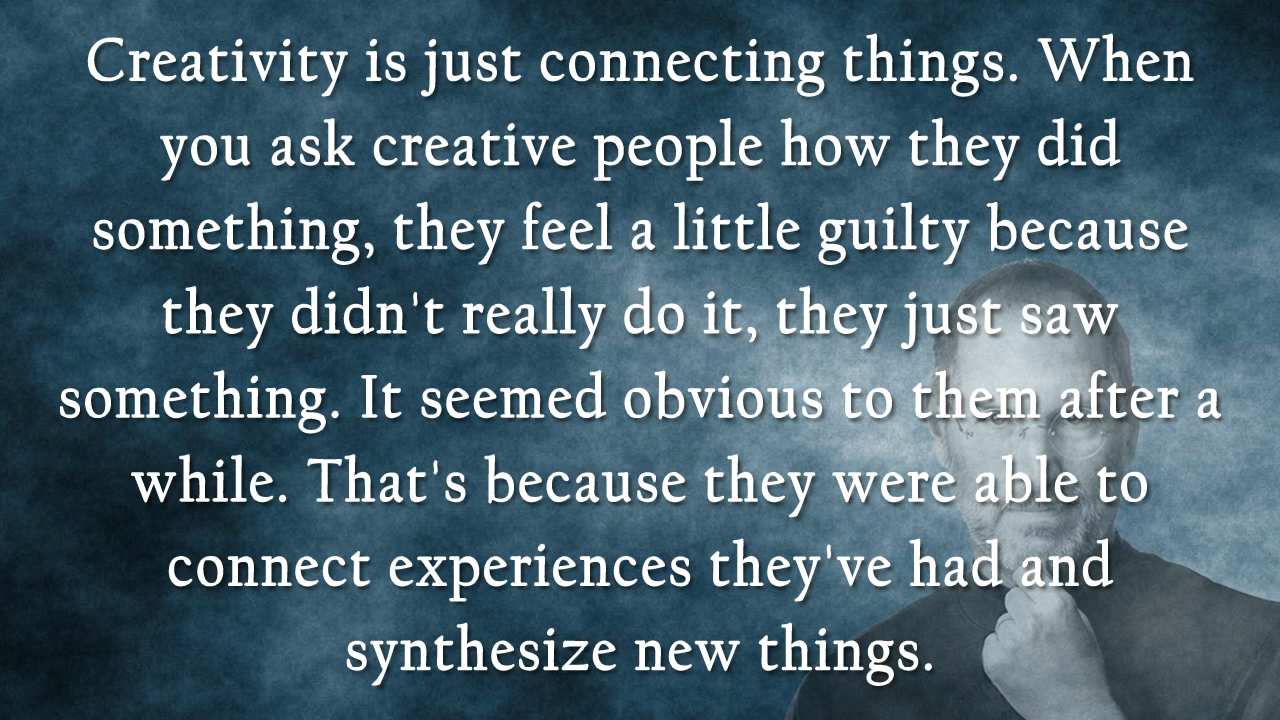 Creativity is just connecting things. When
you ask creative people how they did
something, they feel a little guilty because
they didn't really do it, they just saw
something. It seemed obvious to them after a
while. That's because they were able to
connect experiences they've had and
synthesize new things.